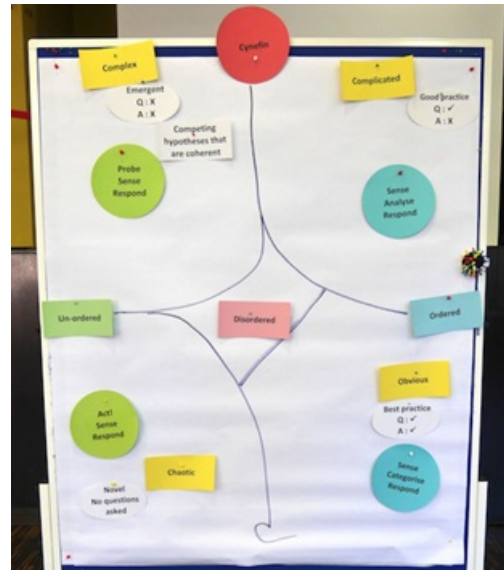 Cynefin
Complex
Emergent
Q : X
A : X
Competing
hypotheses that
are coherent
Probe
Sense
Respond
Complicated
Good practice
Q : ✓
A : X
Sense
Analyse
Respond
Un-ordered
Disordered
Ordered
Act!
Sense
Respond
Chaotic
Novel
No questions
asked
Obvious
Best practice
Q : ✓
A : ✓
Sense
Categorise
Respond